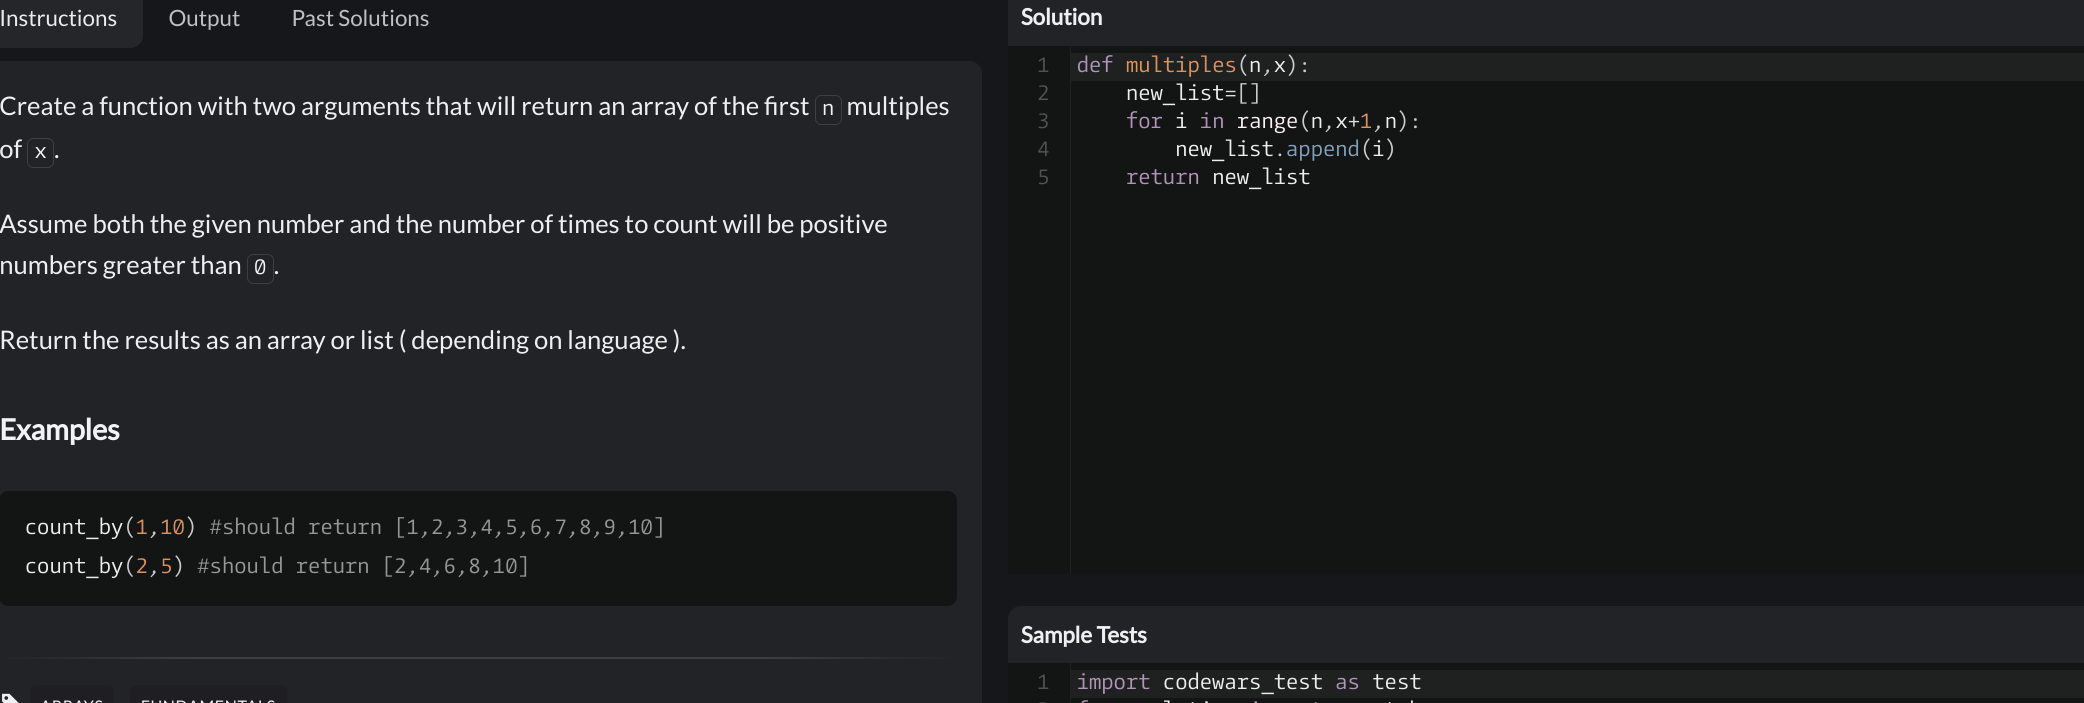 Instructions Output Past Solutions
Create a function with two arguments that will return an array of the first n multiples
of x.
Assume both the given number and the number of times to count will be positive
numbers greater than 0.
Return the results as an array or list ( depending on language ).
Examples
count_by(1,10) #should return [1,2,3,4,5,6,7,8,9,10]
count_by(2,5) #should return [2,4,6,8,10]
ARRAYS FUNDAMENTALS
Solution
1 def multiples(n,x):
2 new_list=[]
3 for i in range(n,x+1,n):
4 new_list.append(i)
5 return new_list
Sample Tests
1 import codewars_test as test